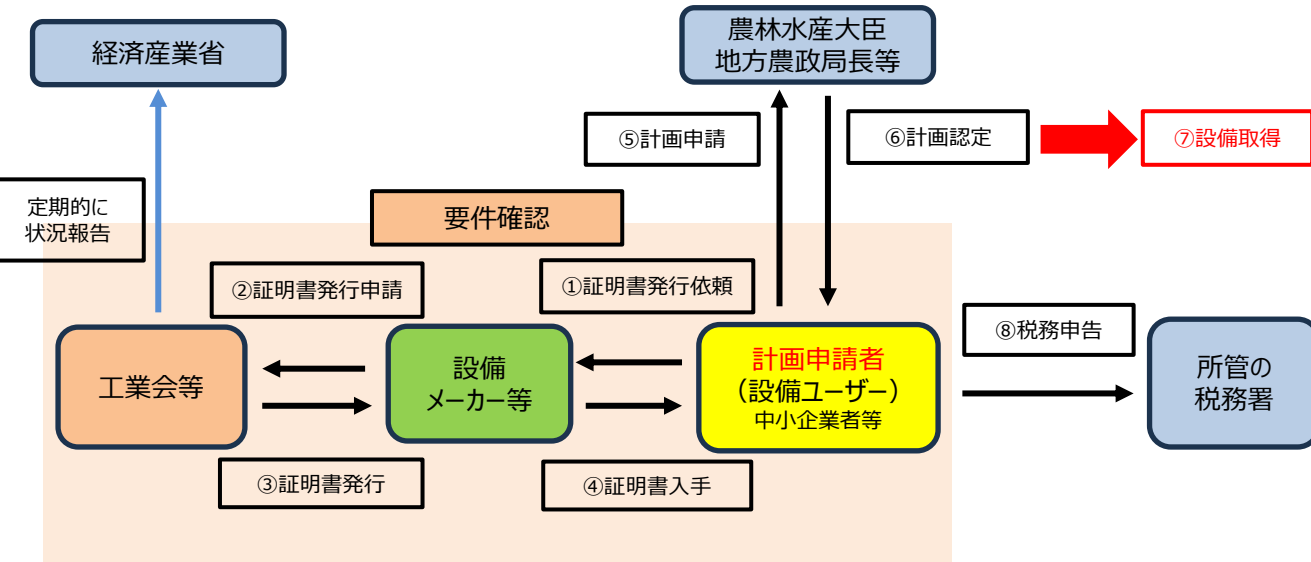 経済産業省
農林水産大臣
地方農政局長等
⑤計画申請
⑥計画認定
⑦設備取得
定期的に
状況報告
要件確認
②証明書発行申請
①証明書発行依頼
⑧税務申告
工業会等
設備
メーカー等
計画申請者
（設備ユーザー）
中小企業者等
所管の
税務署
③証明書発行
④証明書入手